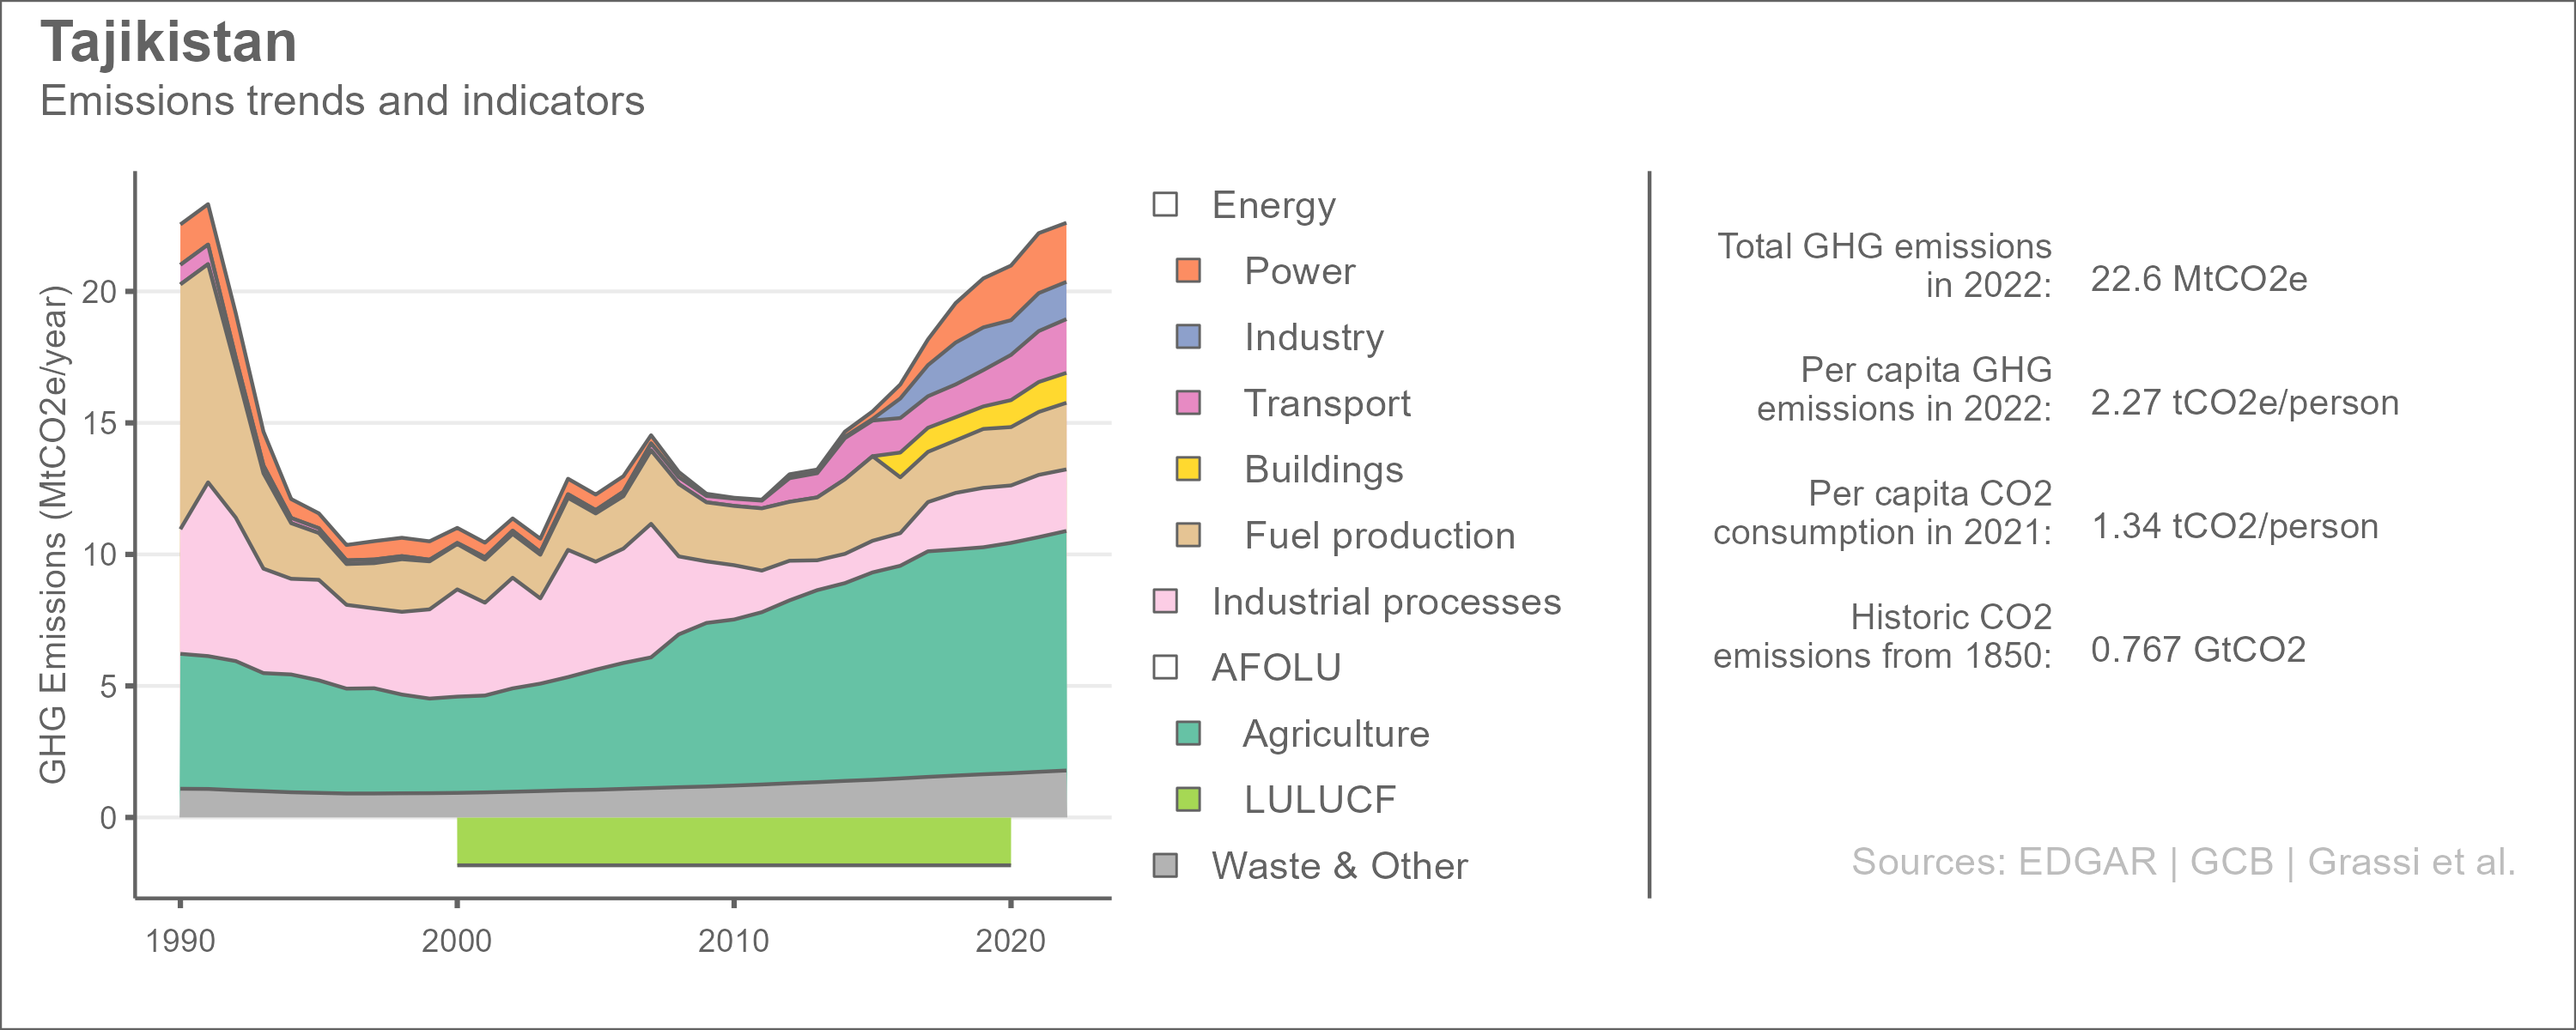 Tajikistan
Emissions trends and indicators
GHG Emissions (MtCO2e/year)
20
15
10
5
0
1990
2000
2010
2020
Energy
Power
Industry
Transport
Buildings
Fuel production
Industrial processes
AFOLU
Agriculture
LULUCF
Waste & Other
Total GHG emissions
in 2022:
22.6 MtCO2e
Per capita GHG
emissions in 2022:
2.27 tCO2e/person
Per capita CO2
consumption in 2021:
1.34 tCO2/person
Historic CO2
emissions from 1850:
0.767 GtCO2
Sources: EDGAR | GCB | Grassi et al.